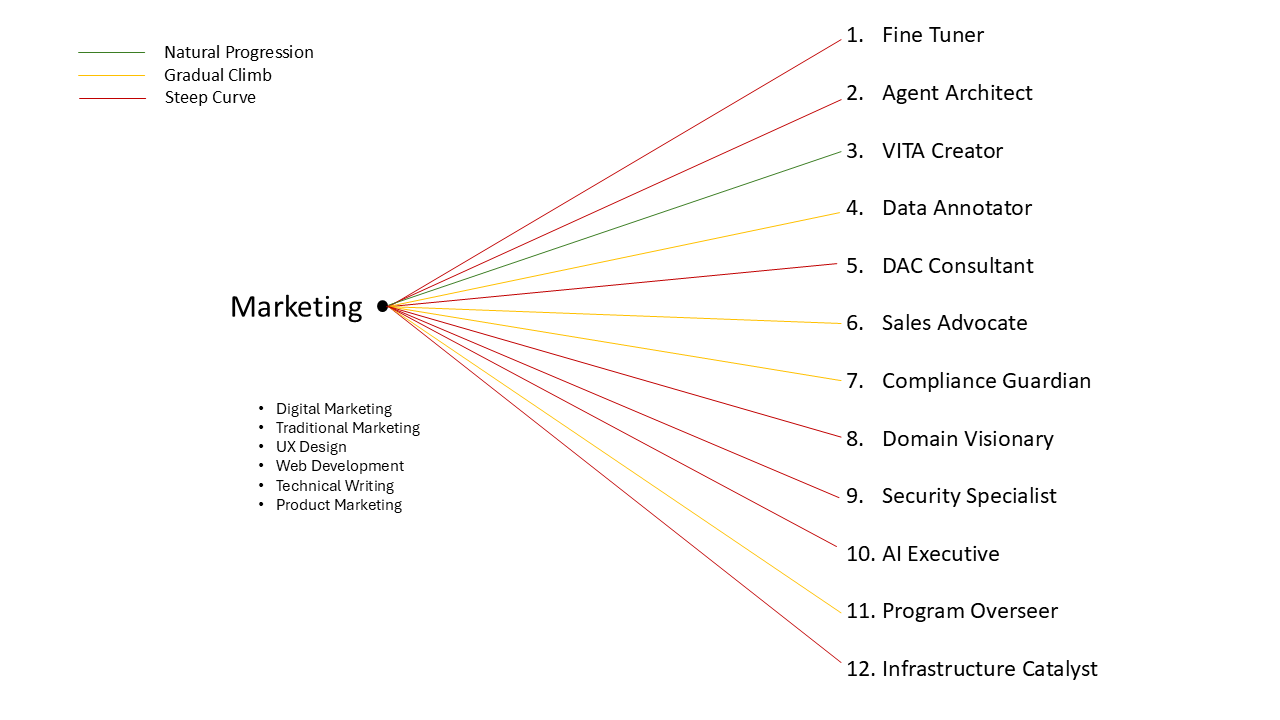 Natural Progression
Gradual Climb
Steep Curve
Marketing
• Digital Marketing
• Traditional Marketing
• UX Design
• Web Development
• Technical Writing
• Product Marketing
1. Fine Tuner
2. Agent Architect
3. VITA Creator
4. Data Annotator
5. DAC Consultant
6. Sales Advocate
7. Compliance Guardian
8. Domain Visionary
9. Security Specialist
10. AI Executive
11. Program Overseer
12. Infrastructure Catalyst